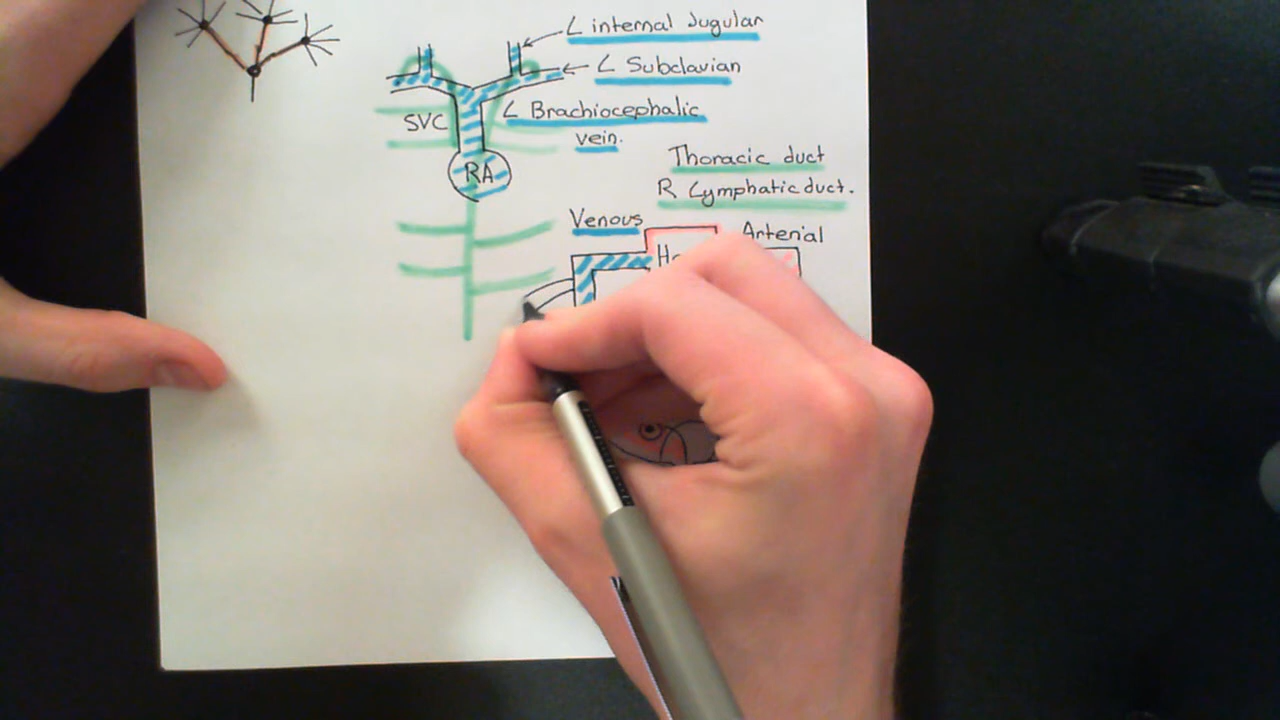 L internal Jugular
L Subclavian
L Brachiocephalic
vein.
SVC
RA
Thoracic duct
R Lymphatic duct.
Venous
Arterial